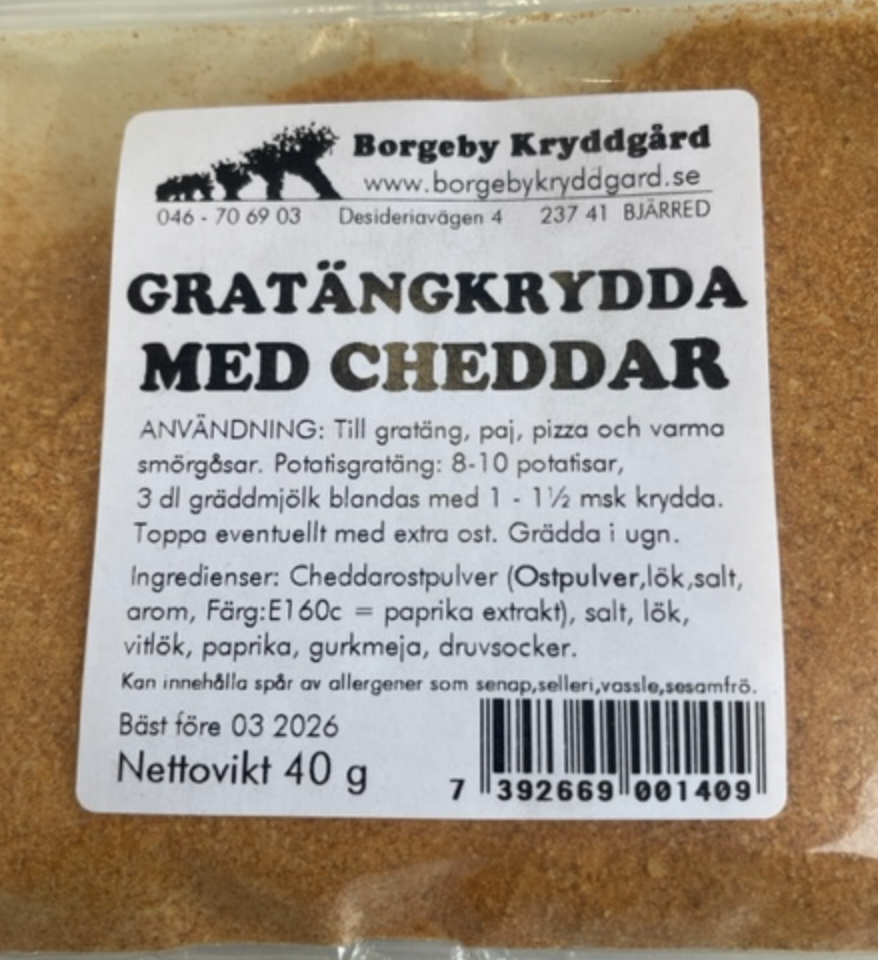 Borgeby Kryddgård
www.borgebykryddgard.se
046 - 70 69 03 Desideriavägen 4 237 41 BJÄRRED
GRATÄNGKRYDDA
MED CHEDDAR
ANVÄNDNING: Till gratäng, paj, pizza och varma
smörgåsar. Potatisgratäng: 8-10 potatisar,
3 dl gräddmjölk blandas med 1 - 1½ msk krydda.
Toppa eventuellt med extra ost. Grädda i ugn.
Ingredienser: Cheddarostpulver (Ostpulver,lök,salt,
arom, Färg:E160c = paprika extrakt), salt, lök,
vitlök, paprika, gurkmeja, druvsocker.
Kan innehålla spår av allergener som senap,selleri,vassle,sesamfrö.
Bäst före 03 2026
Nettovikt 40 g
7 392669 001409